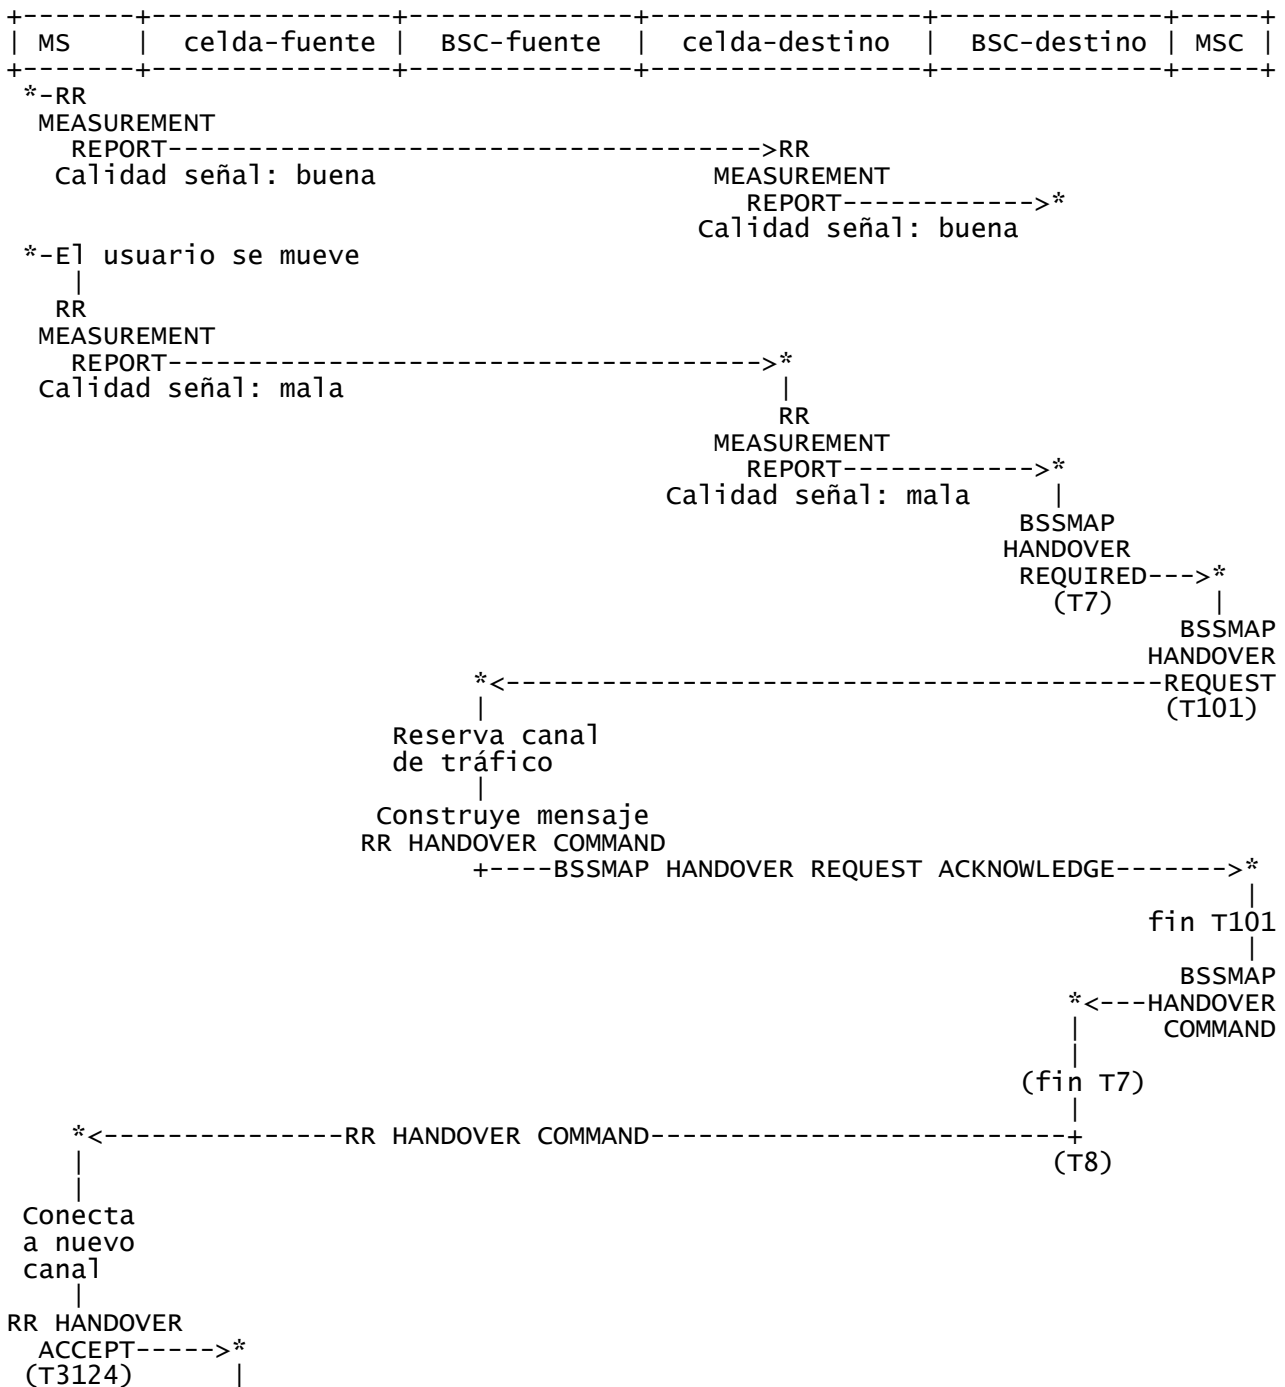 +-------+---------------+--------------+-----------------+--------------+-----+
| MS | celda-fuente | BSC-fuente | celda-destino | BSC-destino | MSC |
+-------+---------------+--------------+-----------------+--------------+-----+
*-RR
MEASUREMENT
REPORT------------------------------------->RR
Calidad señal: buena MEASUREMENT
REPORT------------>*
Calidad señal: buena
*-El usuario se mueve
|
RR
MEASUREMENT
REPORT------------------------------------->*
Calidad señal: mala |
RR
MEASUREMENT
REPORT------------>*
Calidad señal: mala |
BSSMAP
HANDOVER
REQUIRED--->*
(T7) |
BSSMAP
HANDOVER
*<-----------------------------------------REQUEST
| (T101)
Reserva canal
de tráfico
|
Construye mensaje
RR HANDOVER COMMAND
+----BSSMAP HANDOVER REQUEST ACKNOWLEDGE------->*
|
fin T101
|
BSSMAP
*<---HANDOVER
| COMMAND
|
(fin T7)
|
*<---------------RR HANDOVER COMMAND--------------------------+
| (T8)
|
Conecta
a nuevo
canal
|
RR HANDOVER
ACCEPT----->*
(T3124) |